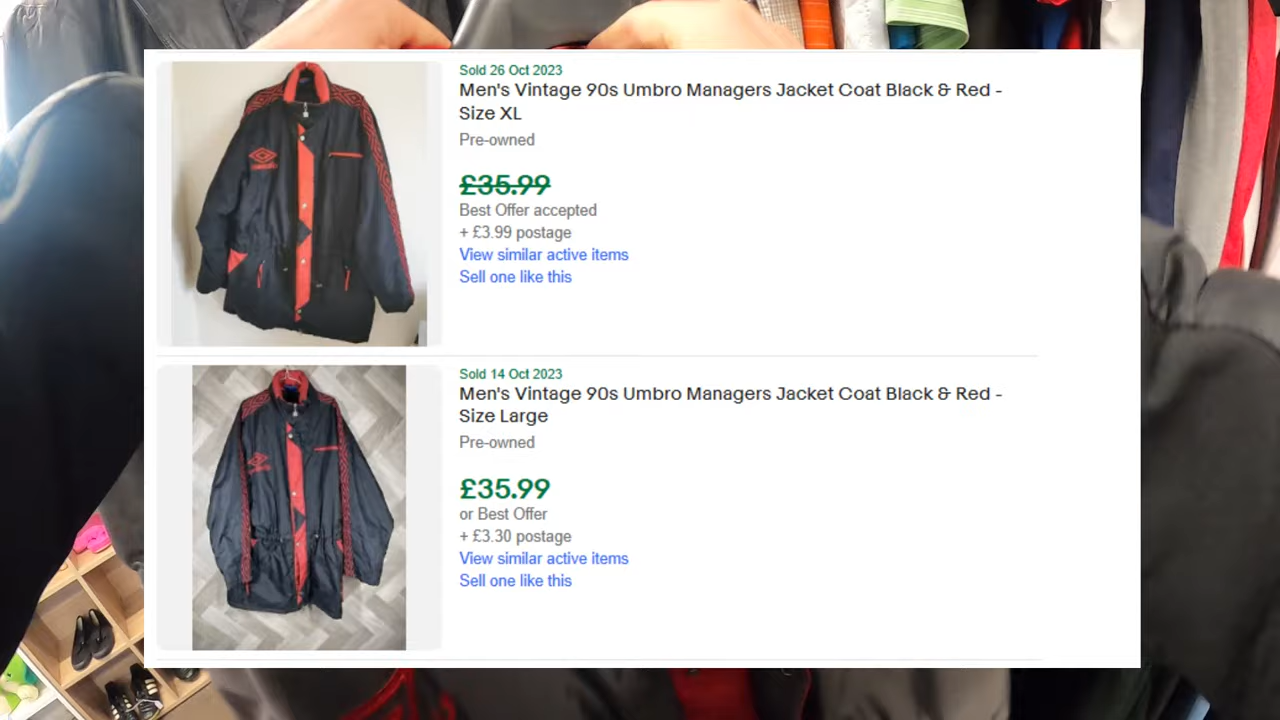 Sold 26 Oct 2023
Men's Vintage 90s Umbro Managers Jacket Coat Black & Red -
Size XL
Pre-owned
£35.99
Best Offer accepted
+ £3.99 postage
View similar active items
Sell one like this
Sold 14 Oct 2023
Men's Vintage 90s Umbro Managers Jacket Coat Black & Red -
Size Large
Pre-owned
£35.99
or Best Offer
+ £3.30 postage
View similar active items
Sell one like this